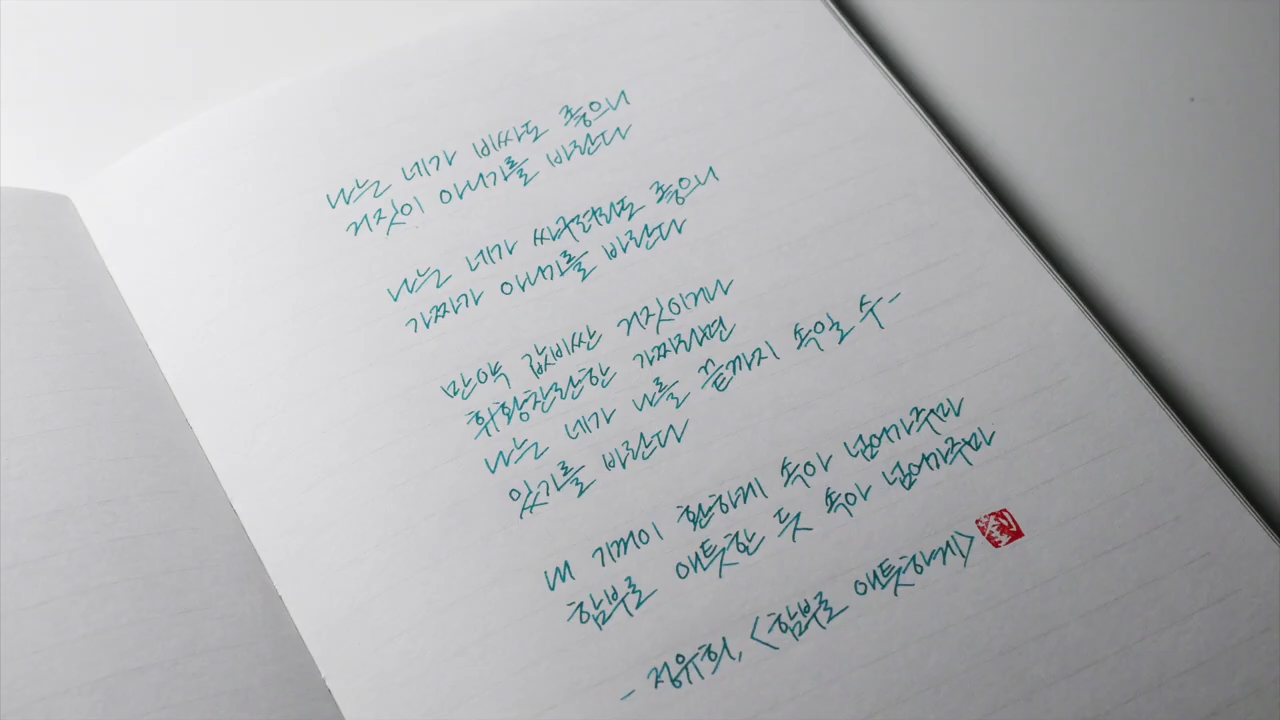 나는 네가 비싸도 좋으니
거짓이 아니기를 바란다
나는 네가 싸구려라도 좋으니
가짜가 아니기를 바란다
만약 값비싼 거짓이거나
휘황찬란한 가짜라면
나는 네가 나를 끝까지 속일 수_
있기를 바란다
내 기꺼이 환하게 속아 넘어가주마
함부로 애틋한 듯 속아 넘어가주마
- 정유희, <함부로 애틋하게>